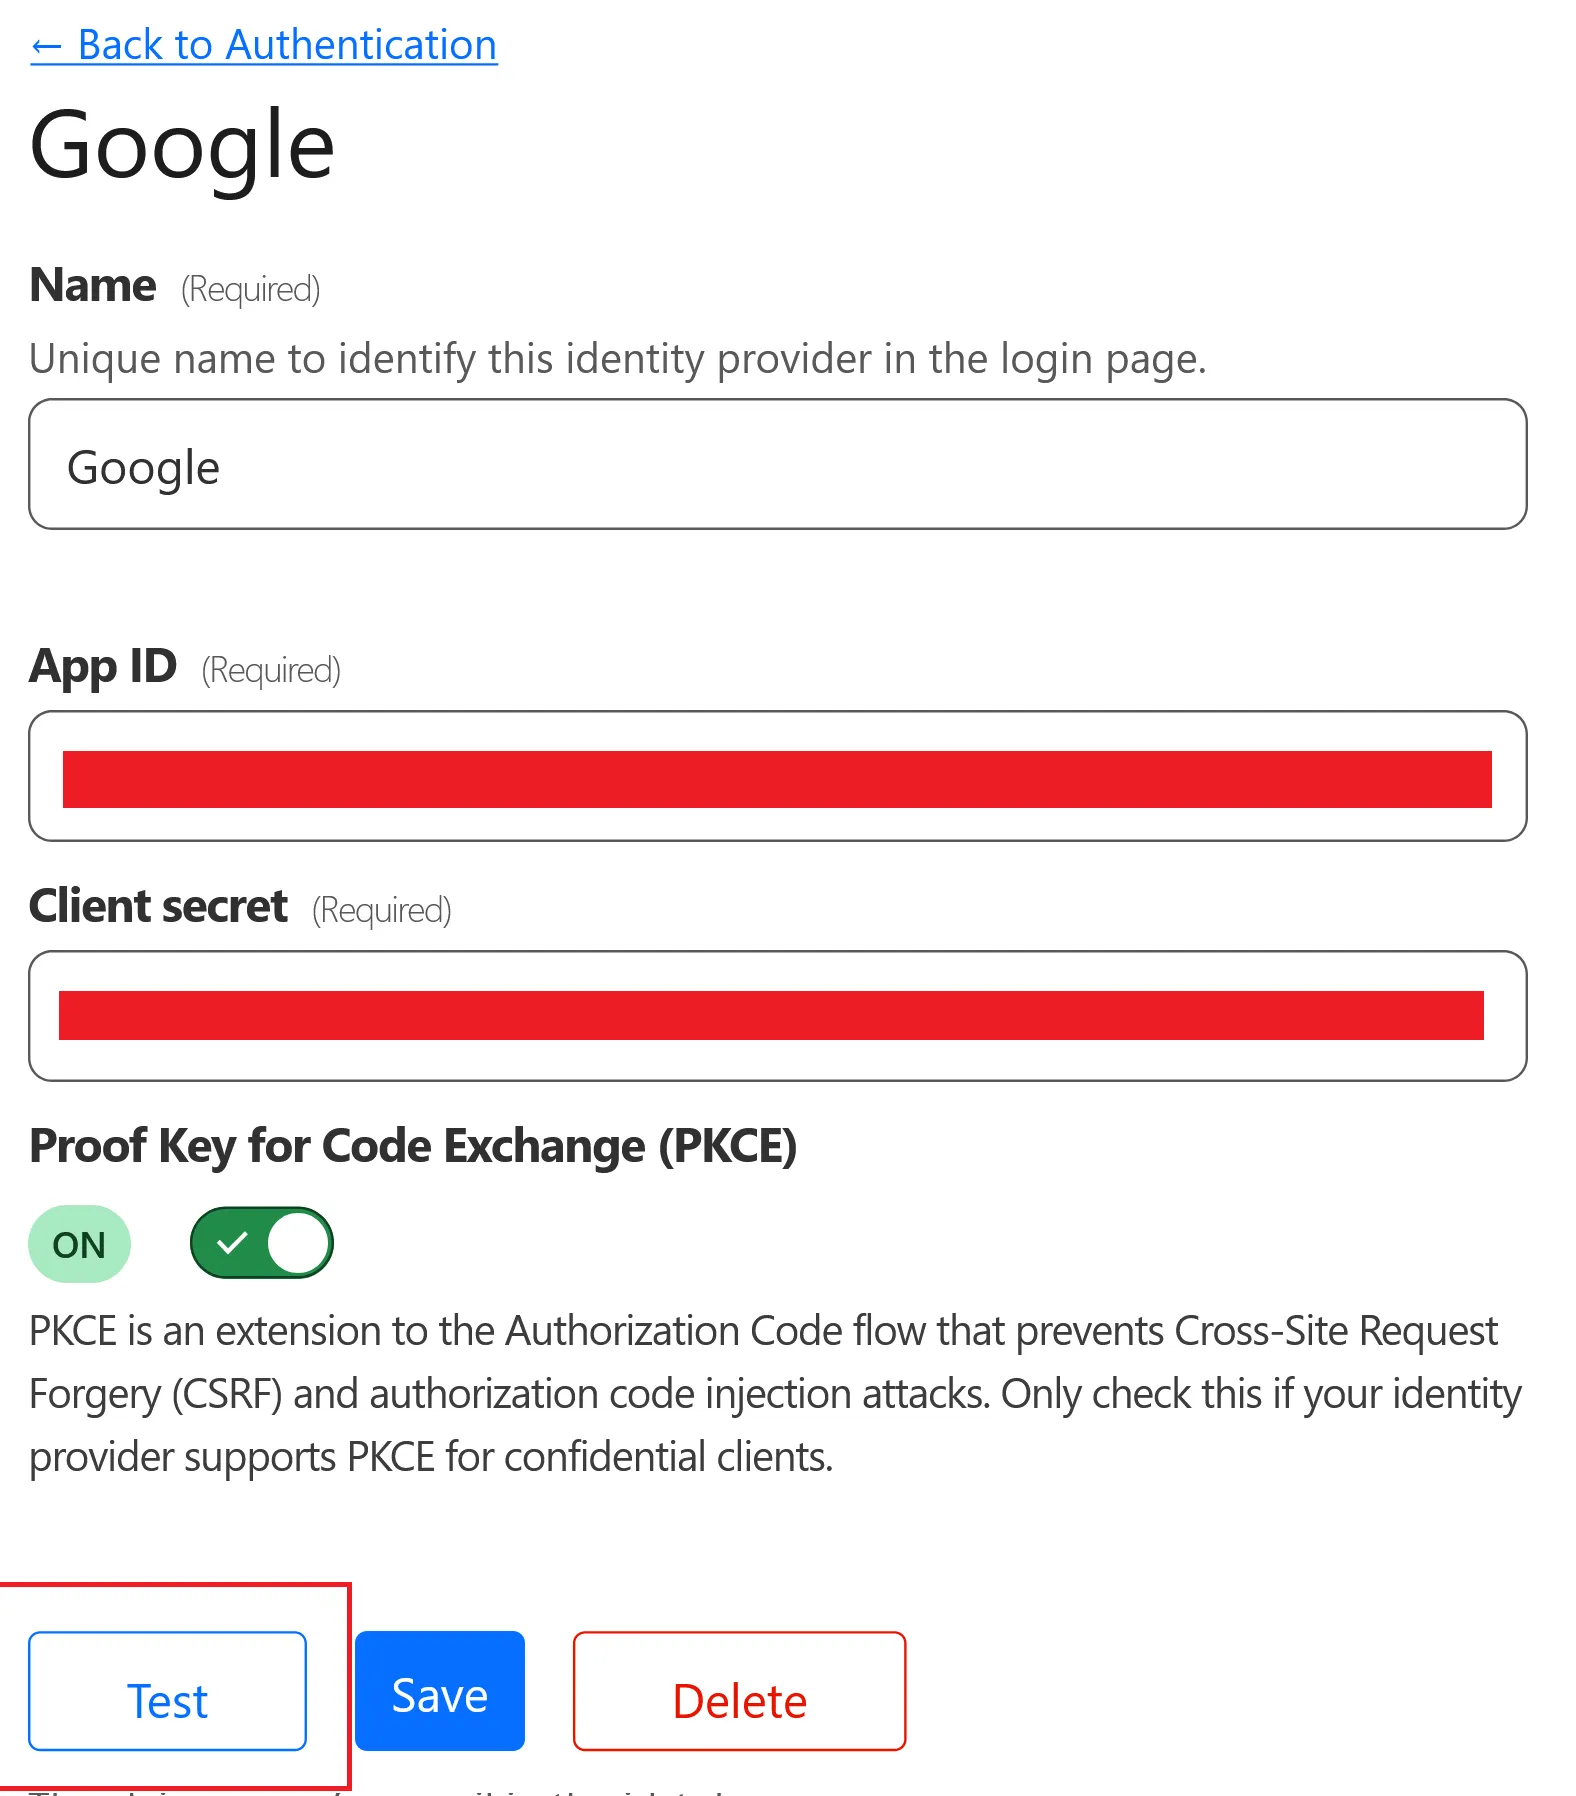 ← Back to Authentication
Google
Name (Required)
Unique name to identify this identity provider in the login page.
Google
App ID (Required)
Client secret (Required)
Proof Key for Code Exchange (PKCE)
ON
PKCE is an extension to the Authorization Code flow that prevents Cross-Site Request
Forgery (CSRF) and authorization code injection attacks. Only check this if your identity
provider supports PKCE for confidential clients.
Test Save Delete